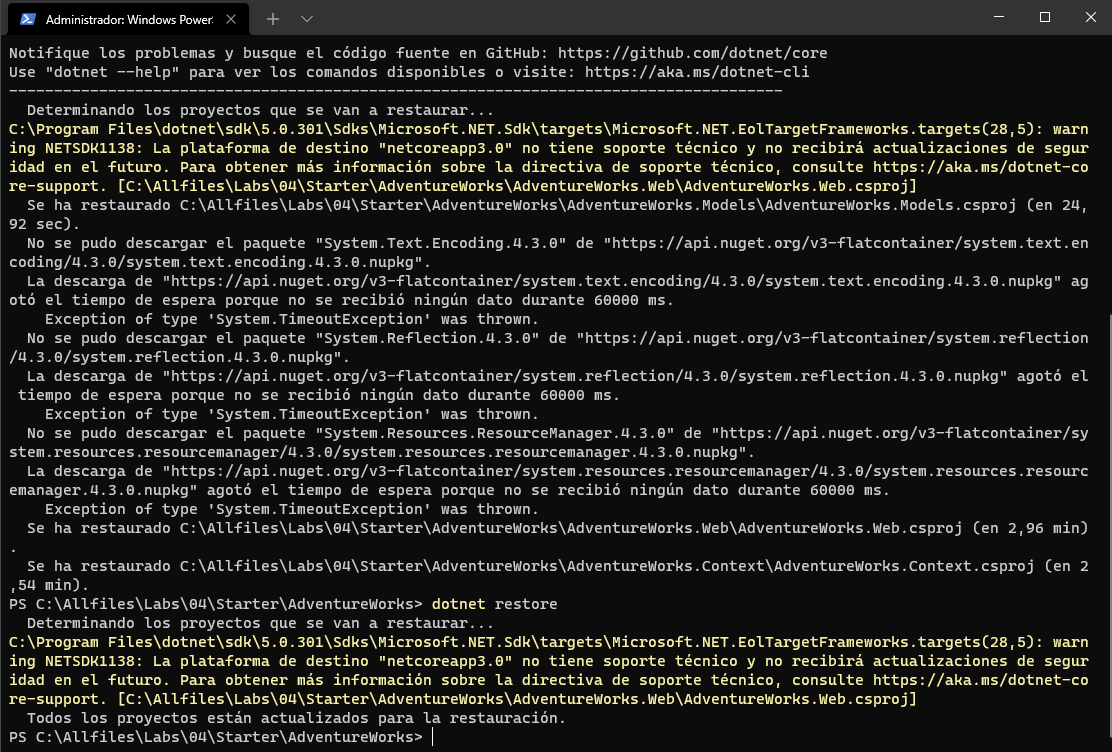 Administrador: Windows Power
Notifique los problemas y busque el código fuente en GitHub: https://github.com/dotnet/core
Use "dotnet --help" para ver los comandos disponibles o visite: https://aka.ms/dotnet-cli
--------------------------------------------------------------------------------------
  Determinando los proyectos que se van a restaurar...
C:\Program Files\dotnet\sdk\5.0.301\Sdks\Microsoft.NET.Sdk\targets\Microsoft.NET.EolTargetFrameworks.targets(28,5): warn
ing NETSDK1138: La plataforma de destino "netcoreapp3.0" no tiene soporte técnico y no recibirá actualizaciones de segur
idad en el futuro. Para obtener más información sobre la directiva de soporte técnico, consulte https://aka.ms/dotnet-co
re-support. [C:\Allfiles\Labs\04\Starter\AdventureWorks\AdventureWorks.Web\AdventureWorks.Web.csproj]
  Se ha restaurado C:\Allfiles\Labs\04\Starter\AdventureWorks\AdventureWorks.Models\AdventureWorks.Models.csproj (en 24,
92 sec).
  No se pudo descargar el paquete "System.Text.Encoding.4.3.0" de "https://api.nuget.org/v3-flatcontainer/system.text.en
coding/4.3.0/system.text.encoding.4.3.0.nupkg".
  La descarga de "https://api.nuget.org/v3-flatcontainer/system.text.encoding/4.3.0/system.text.encoding.4.3.0.nupkg" ag
otó el tiempo de espera porque no se recibió ningún dato durante 60000 ms.
    Exception of type 'System.TimeoutException' was thrown.
  No se pudo descargar el paquete "System.Reflection.4.3.0" de "https://api.nuget.org/v3-flatcontainer/system.reflection
/4.3.0/system.reflection.4.3.0.nupkg".
  La descarga de "https://api.nuget.org/v3-flatcontainer/system.reflection/4.3.0/system.reflection.4.3.0.nupkg" agotó el
 tiempo de espera porque no se recibió ningún dato durante 60000 ms.
    Exception of type 'System.TimeoutException' was thrown.
  No se pudo descargar el paquete "System.Resources.ResourceManager.4.3.0" de "https://api.nuget.org/v3-flatcontainer/sy
stem.resources.resourcemanager/4.3.0/system.resources.resourcemanager.4.3.0.nupkg".
  La descarga de "https://api.nuget.org/v3-flatcontainer/system.resources.resourcemanager/4.3.0/system.resources.resourc
emanager.4.3.0.nupkg" agotó el tiempo de espera porque no se recibió ningún dato durante 60000 ms.
    Exception of type 'System.TimeoutException' was thrown.
  Se ha restaurado C:\Allfiles\Labs\04\Starter\AdventureWorks\AdventureWorks.Web\AdventureWorks.Web.csproj (en 2,96 min)
.
  Se ha restaurado C:\Allfiles\Labs\04\Starter\AdventureWorks\AdventureWorks.Context\AdventureWorks.Context.csproj (en 2
,54 min).
PS C:\Allfiles\Labs\04\Starter\AdventureWorks> dotnet restore
  Determinando los proyectos que se van a restaurar...
C:\Program Files\dotnet\sdk\5.0.301\Sdks\Microsoft.NET.Sdk\targets\Microsoft.NET.EolTargetFrameworks.targets(28,5): warn
ing NETSDK1138: La plataforma de destino "netcoreapp3.0" no tiene soporte técnico y no recibirá actualizaciones de segur
idad en el futuro. Para obtener más información sobre la directiva de soporte técnico, consulte https://aka.ms/dotnet-co
re-support. [C:\Allfiles\Labs\04\Starter\AdventureWorks\AdventureWorks.Web\AdventureWorks.Web.csproj]
  Todos los proyectos están actualizados para la restauración.
PS C:\Allfiles\Labs\04\Starter\AdventureWorks>